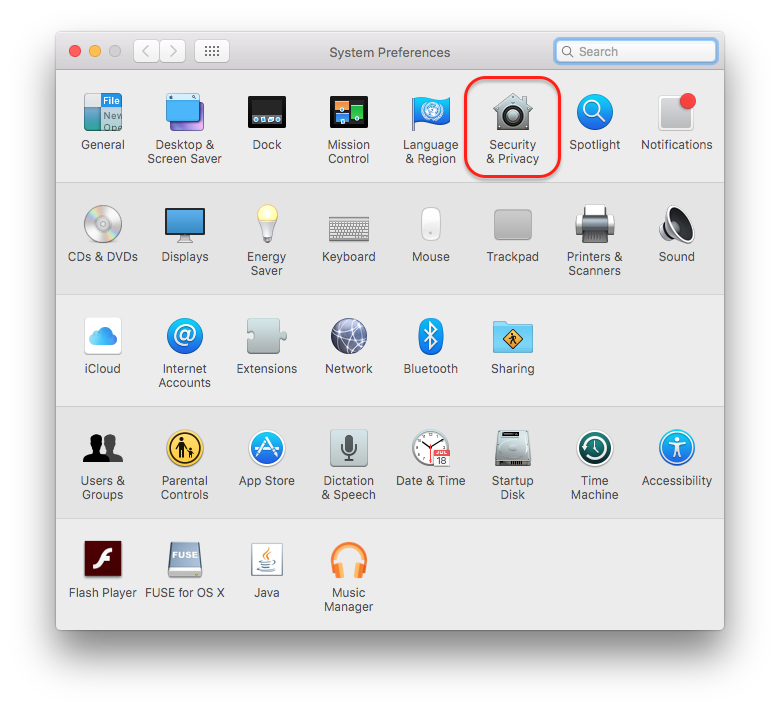 System Preferences
Search
File
New
Ope
General
Desktop &
Screen Saver
Dock
Mission
Control
Language
& Region
Security
& Privacy
Spotlight
Notifications
CDs & DVDs
Displays
Energy
Saver
Keyboard
Mouse
Trackpad
Printers &
Scanners
Sound
iCloud
@
Internet
Accounts
Extensions
Network
Bluetooth
Sharing
Users &
Groups
Parental
Controls
App Store
Dictation
& Speech
JUL
18
Date & Time
Startup
Disk
Time
Machine
Accessibility
Flash Player
FUSE
FUSE for OS X
Java
Music
Manager